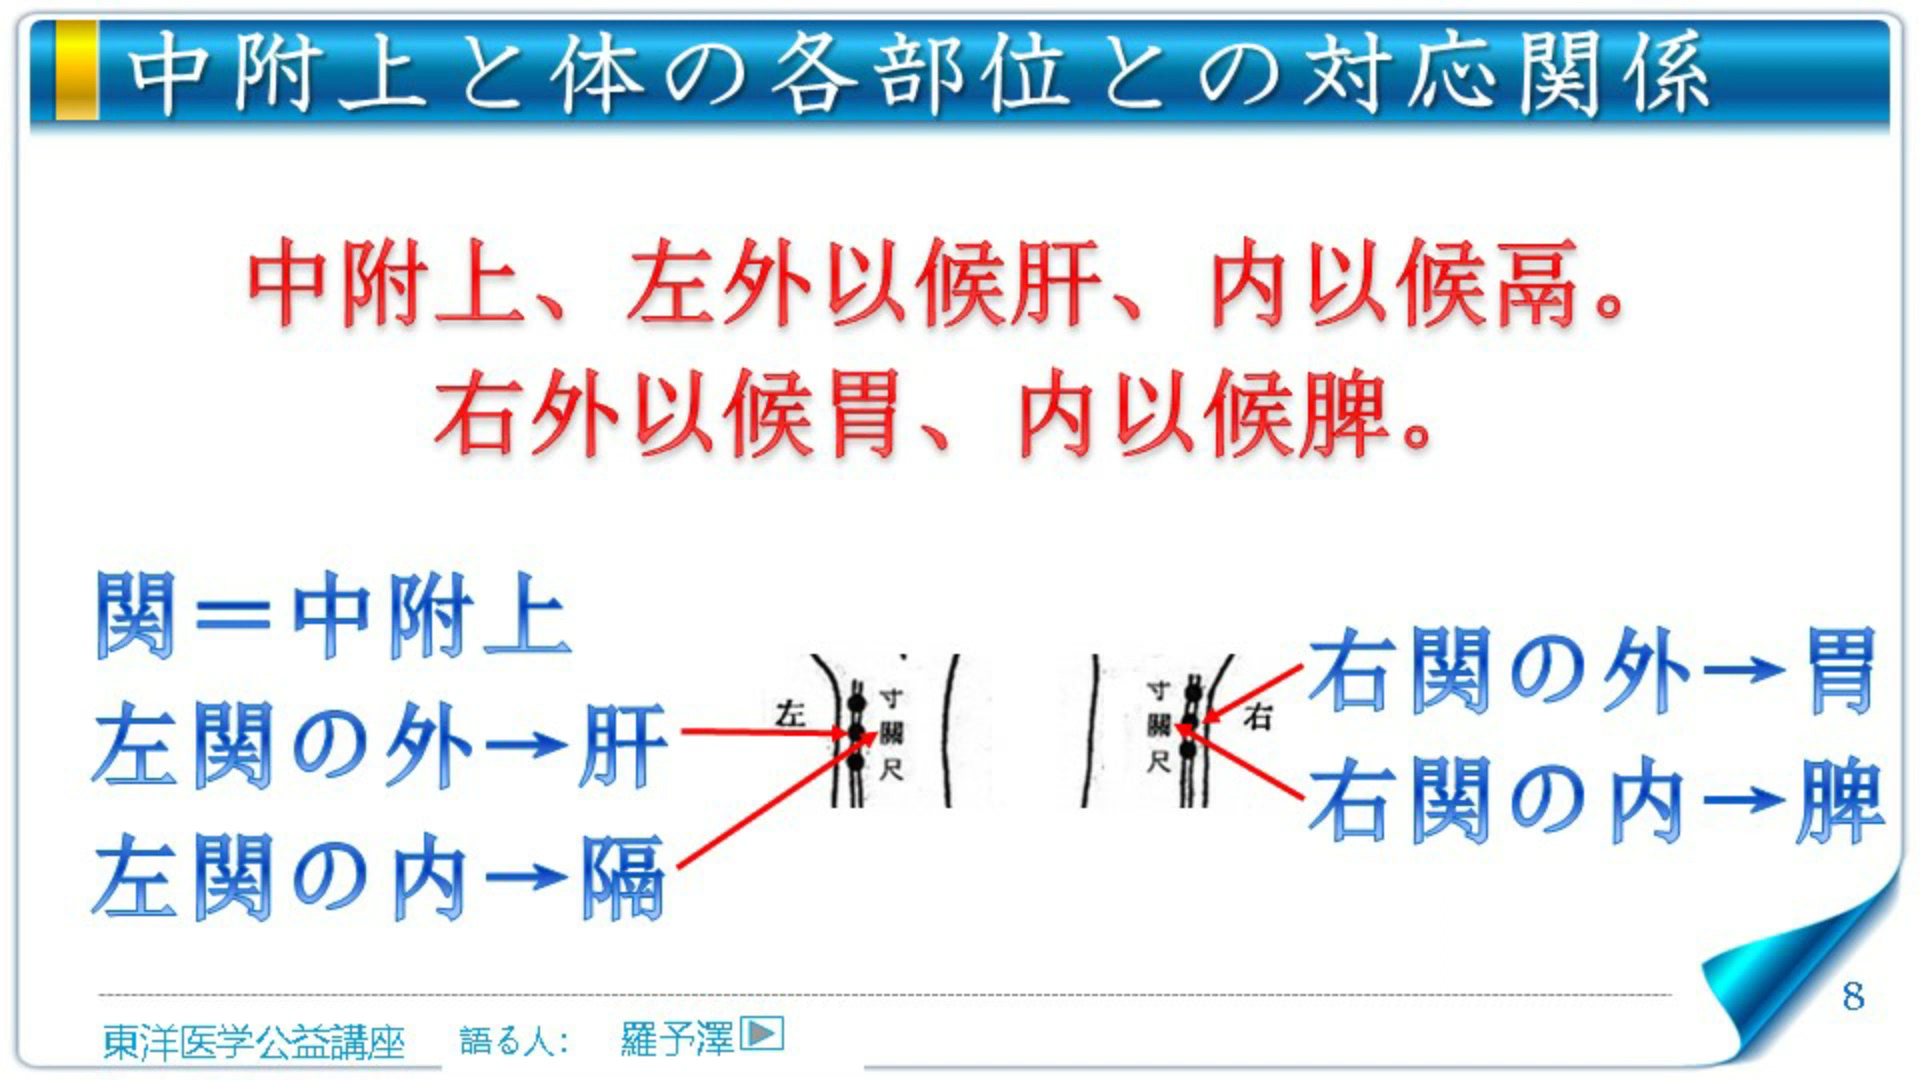 中附上と体の各部位との対応関係
中附上、左外以候肝、内以候鬲。
右外以候胃、内以候脾。
関＝中附上
左関の外→肝
左関の内→隔
左
寸
關
尺
寸
關
尺
右
右関の外→胃
右関の内→脾
東洋医学公益講座 語る人： 羅予澤
8